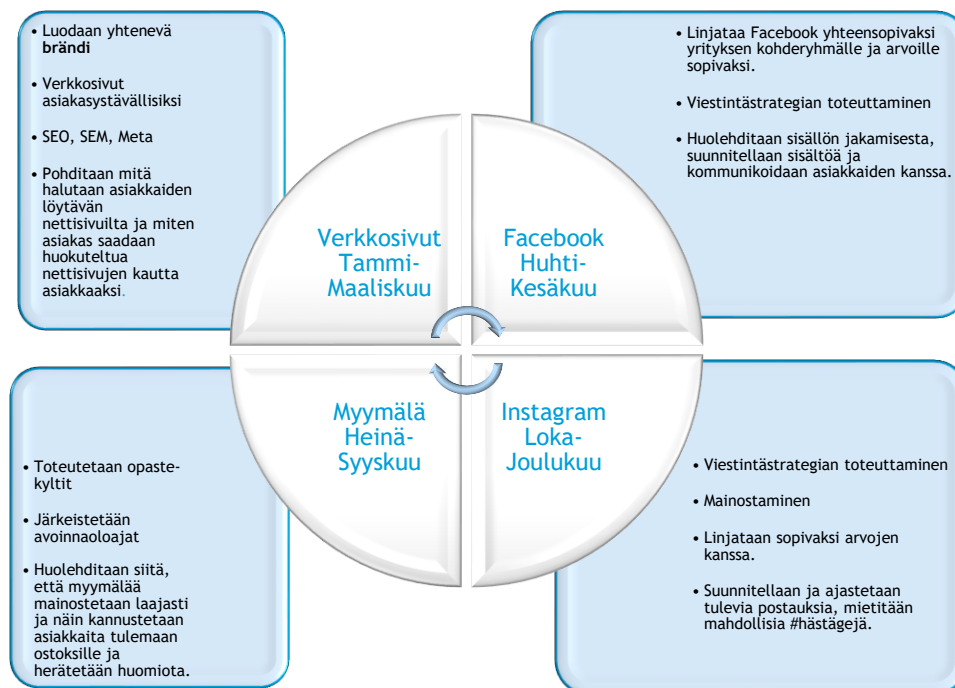 • Luodaan yhtenevä
brändi
• Verkkosivut
asiakasystävällisiksi
• SEO, SEM, Meta
• Pohditaan mitä
halutaan asiakkaiden
löytävän
nettisivuilta ja miten
asiakas saadaan
huokuteltua
nettisivujen kautta
asiakkaaksi.
• Linjataa Facebook yhteensopivaksi
yrityksen kohderyhmälle ja arvoille
sopivaksi.
• Viestintästrategian toteuttaminen
• Huolehditaan sisällön jakamisesta,
suunnitellaan sisältöä ja
kommunikoidaan asiakkaiden kanssa.
Verkkosivut
Tammi-
Maaliskuu
Facebook
Huhti-
Kesäkuu
Myymälä
Heinä-
Syyskuu
Instagram
Loka-
Joulukuu
• Toteutetaan opaste-
kyltit
• Järkeistetään
avoinnaoloajat
• Huolehditaan siitä,
että myymälää
mainostetaan laajasti
ja näin kannustetaan
asiakkaita tulemaan
ostoksille ja
herätetään huomiota.
• Viestintästrategian toteuttaminen
• Mainostaminen
• Linjataan sopivaksi arvojen
kanssa.
• Suunnitellaan ja ajastetaan
tulevia postauksia, mietitään
mahdollisia #hästägejä.